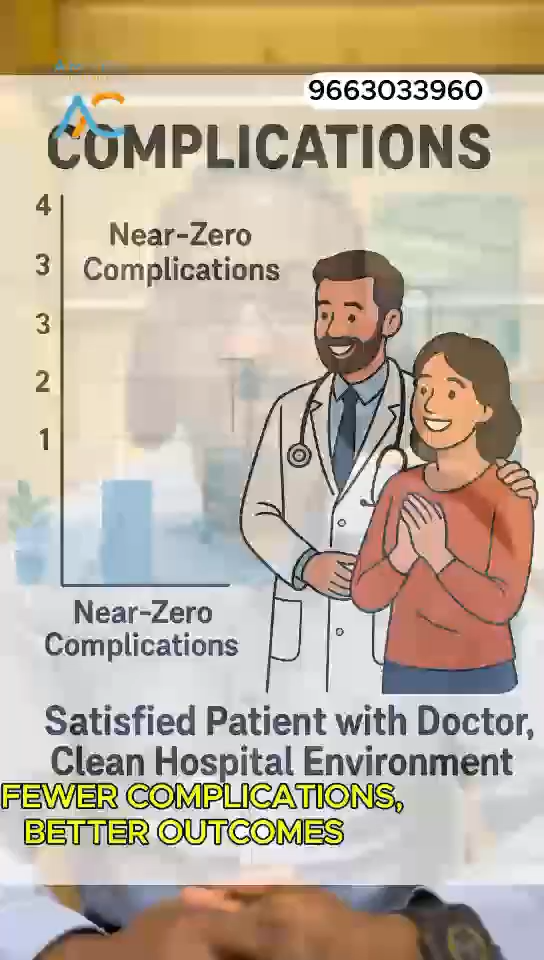 9663033960
COMPLICATIONS
4
Near-Zero
Complications
3
3
2
1
Near-Zero
Complications
Satisfied Patient with Doctor,
Clean Hospital Environment
FEWER COMPLICATIONS,
BETTER OUTCOMES